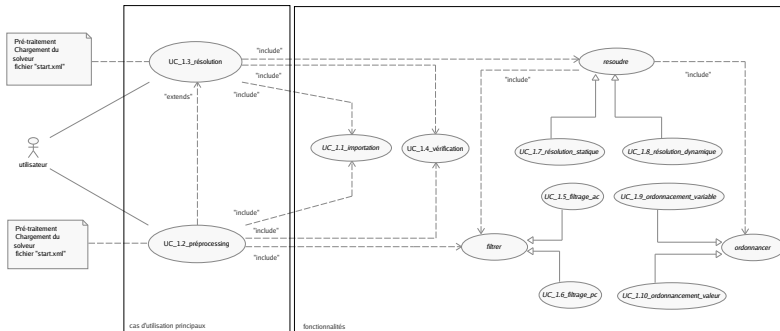 Pré-traitement
Chargement du
solveur
fichier "start.xml"
UC_1.3_résolution
"include"
"include"
"include"
"extends"
resoudre
"include"
"include"
utilisateur
UC_1.1_importation
UC_1.4_vérification
UC_1.7_résolution_statique
UC_1.8_résolution_dynamique
UC_1.5_filtrage_ac
UC_1.9_ordonnacement_variable
Pré-traitement
Chargement du
solveur
fichier "start.xml"
UC_1.2_préprocessing
"include"
"include"
"include"
filtrer
ordonnancer
UC_1.6_filtrage_pc
UC_1.10_ordonnancement_valeur
cas d'utilisation principaux
fonctionnalités